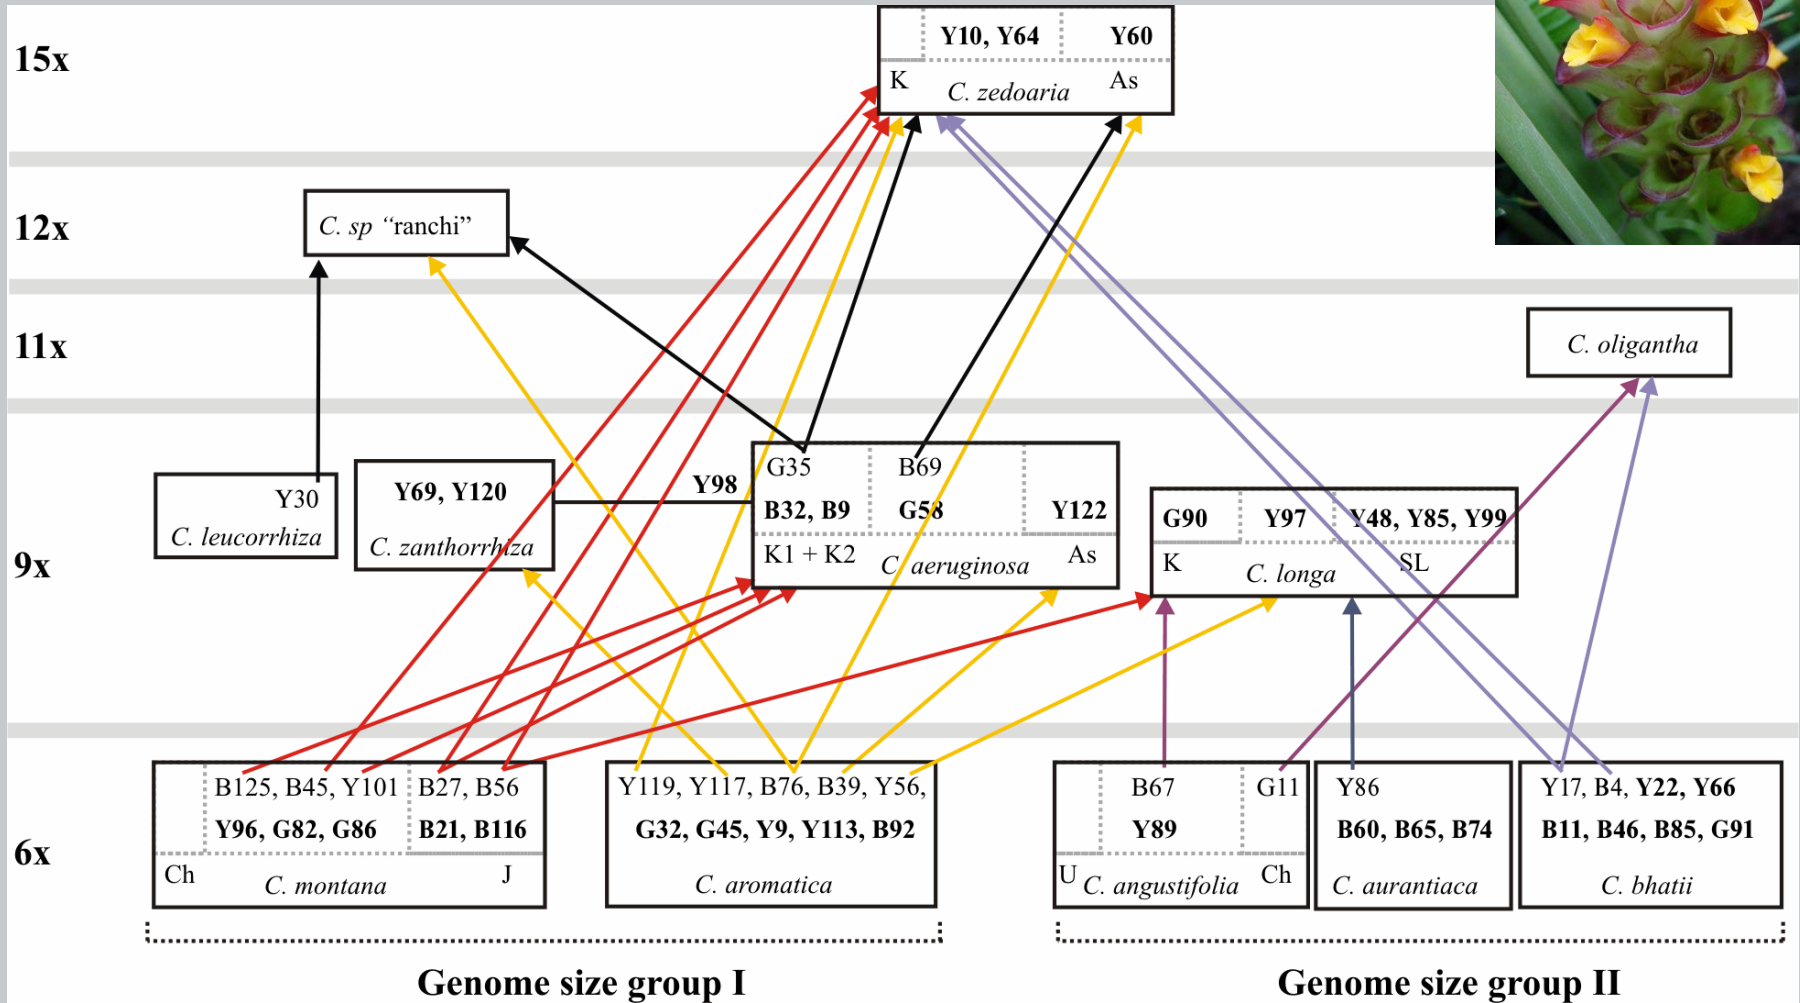 15x
Y10, Y64
Y60
K
C. zedoaria
As
12x
C. sp “ranchi”
11x
C. oligantha
9x
Y30
C. leucorrhiza
Y69, Y120
C. zanthorrhiza
Y98
G35
B69
B32, B9
G58
Y122
K1 + K2
C. aeruginosa
As
G90
Y97
Y48, Y85, Y99
K
C. longa
SL
6x
B125, B45, Y101
B27, B56
Y96, G82, G86
B21, B116
Ch
C. montana
J
Y119, Y117, B76, B39, Y56,
G32, G45, Y9, Y113, B92
C. aromatica
B67
G11
Y89
U
C. angustifolia
Ch
Y86
B60, B65, B74
C. aurantiaca
Y17, B4, Y22, Y66
B11, B46, B85, G91
C. bhatii
Genome size group I
Genome size group II